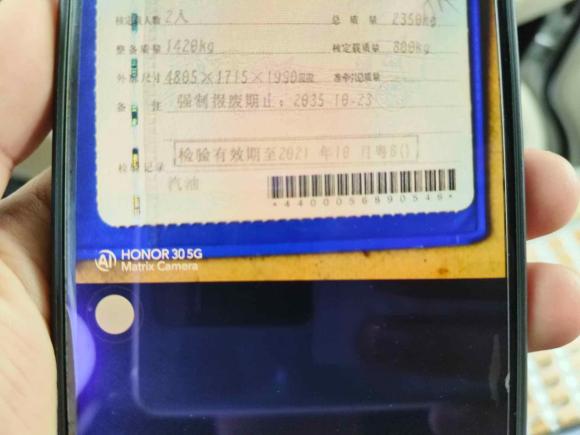 核定载人数 2人 总 质 量 2350kg
整备质量 1420kg 核定载质量 800kg
外廓尺寸 4805×1715×1990mm 准牵引总质量
备 注 强制报废期止：2035-10-23
检验记录 检验有效期至2021 年10 月粤B()
汽油
*4400056890546*
AI HONOR 30 5G
Matrix Camera